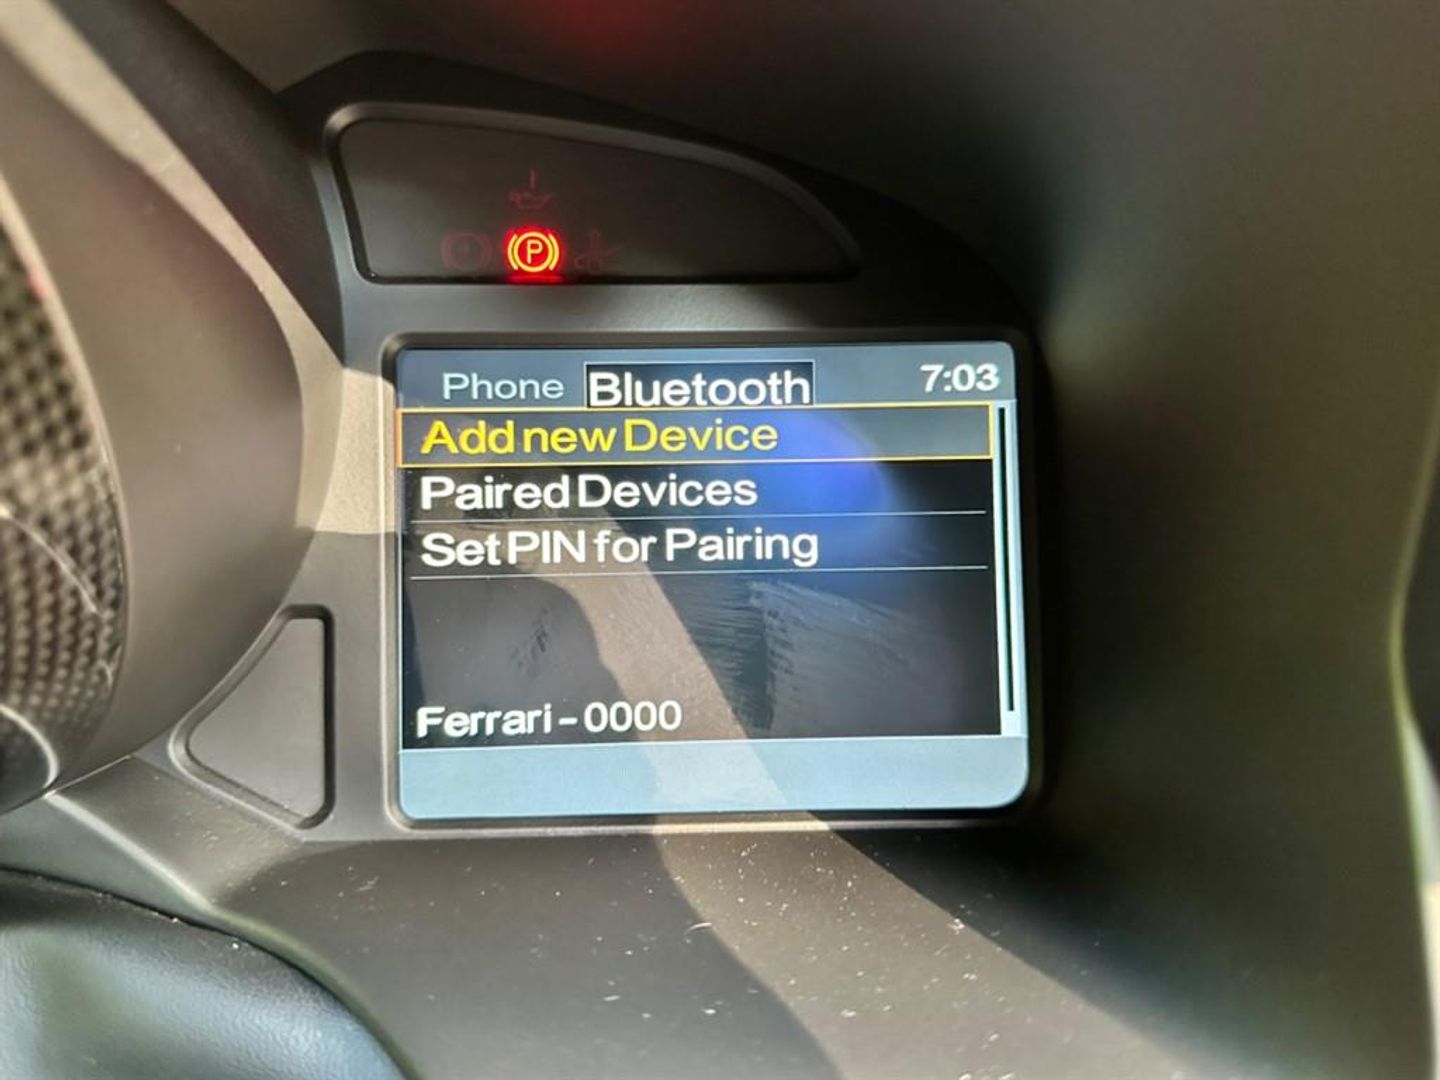 P
Phone Bluetooth 7:03
Add new Device
Paired Devices
Set PIN for Pairing
Ferrari - 0000